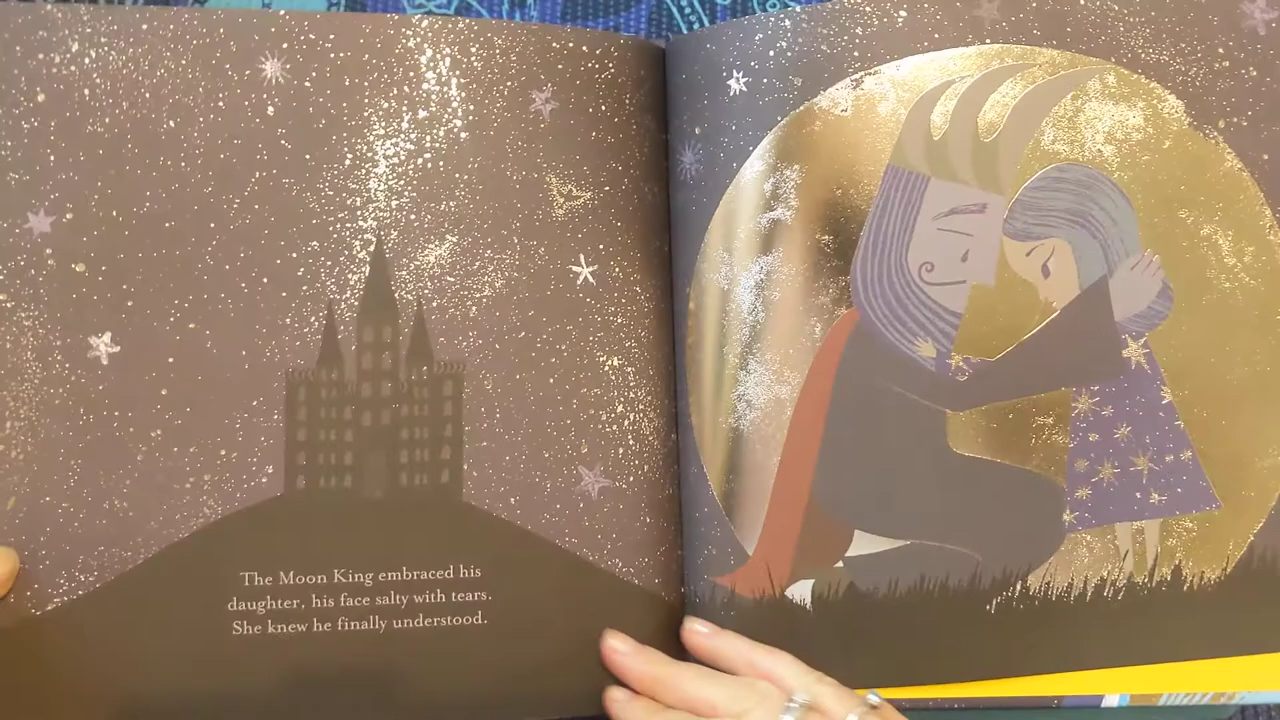 The Moon King embraced his
daughter, his face salty with tears.
She knew he finally understood.